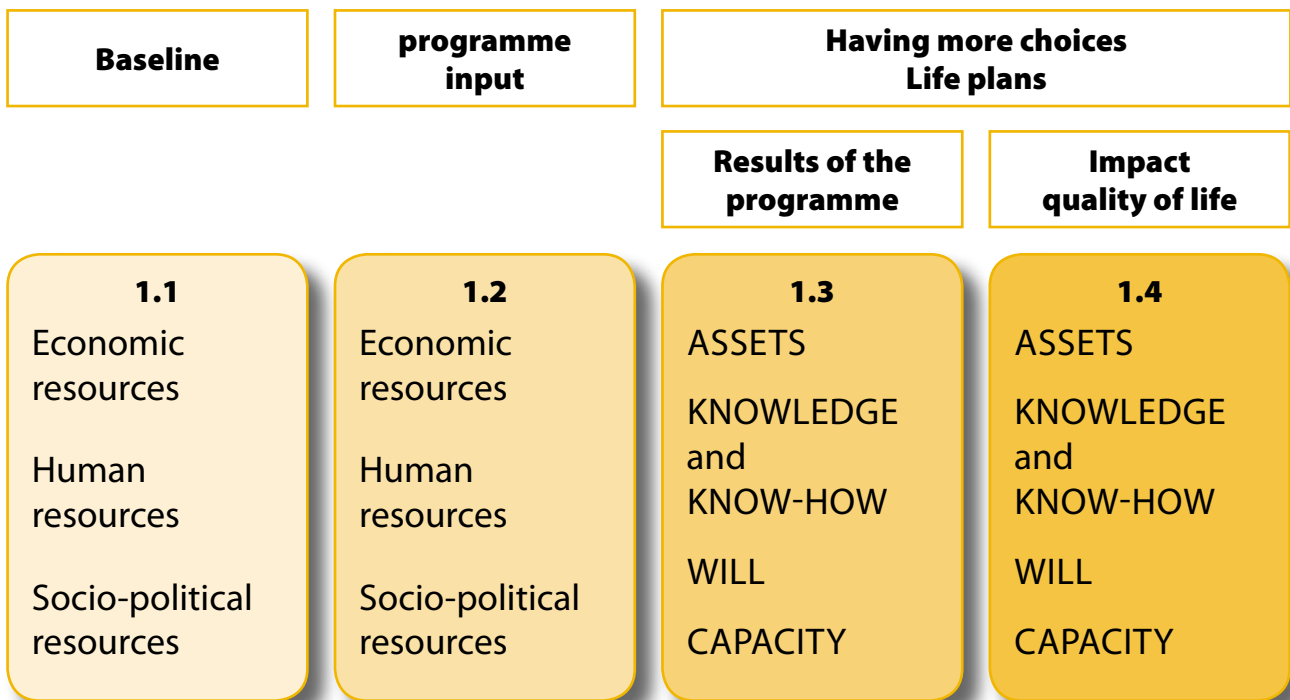 Baseline
programme
input
Having more choices
Life plans
Results of the
programme
Impact
quality of life
1.1
Economic
resources
Human
resources
Socio-political
resources
1.2
Economic
resources
Human
resources
Socio-political
resources
1.3
ASSETS
KNOWLEDGE
and
KNOW-HOW
WILL
CAPACITY
1.4
ASSETS
KNOWLEDGE
and
KNOW-HOW
WILL
CAPACITY